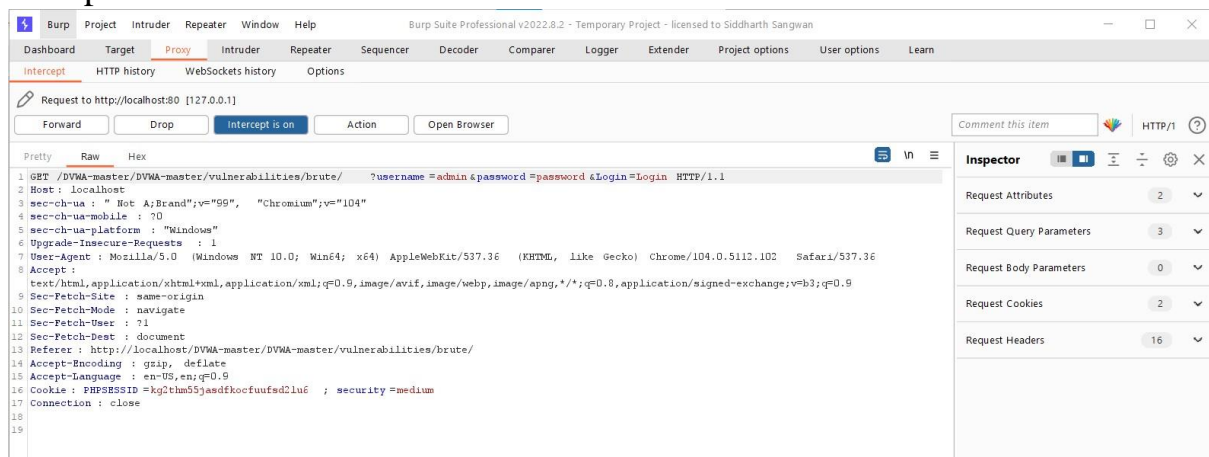 Burp Project Intruder Repeater Window Help Burp Suite Professional v2022.8.2 - Temporary Project - licensed to Siddharth Sangwan
Dashboard Target Proxy Intruder Repeater Sequencer Decoder Comparer Logger Extender Project options User options Learn
Intercept HTTP history WebSockets history Options
Request to http://localhost:80 [127.0.0.1]
Forward Drop Intercept is on Action Open Browser Comment this item HTTP/1 ?
Pretty Raw Hex \n
Inspector
1 GET /DVWA-master/DVWA-master/vulnerabilities/brute/ ?username =admin &password =password &Login =Login HTTP/1.1
2 Host : localhost
3 sec-ch-ua : " Not A;Brand";v="99", "Chromium";v="104"
4 sec-ch-ua-mobile : ?0
5 sec-ch-ua-platform : "Windows"
6 Upgrade-Insecure-Requests : 1
7 User-Agent : Mozilla/5.0 (Windows NT 10.0; Win64; x64) AppleWebKit/537.36 (KHTML, like Gecko) Chrome/104.0.5112.102 Safari/537.36
8 Accept :
text/html,application/xhtml+xml,application/xml;q=0.9,image/avif,image/webp,image/apng,*/*;q=0.8,application/signed-exchange;v=b3;q=0.9
9 Sec-Fetch-Site : same-origin
10 Sec-Fetch-Mode : navigate
11 Sec-Fetch-User : ?1
12 Sec-Fetch-Dest : document
13 Referer : http://localhost/DVWA-master/DVWA-master/vulnerabilities/brute/
14 Accept-Encoding : gzip, deflate
15 Accept-Language : en-US,en;q=0.9
16 Cookie : PHPSESSID =kg2thm55jasdfkocfuufsd2lu6 ; security =medium
17 Connection : close
18
19
Request Attributes 2
Request Query Parameters 3
Request Body Parameters 0
Request Cookies 2
Request Headers 16